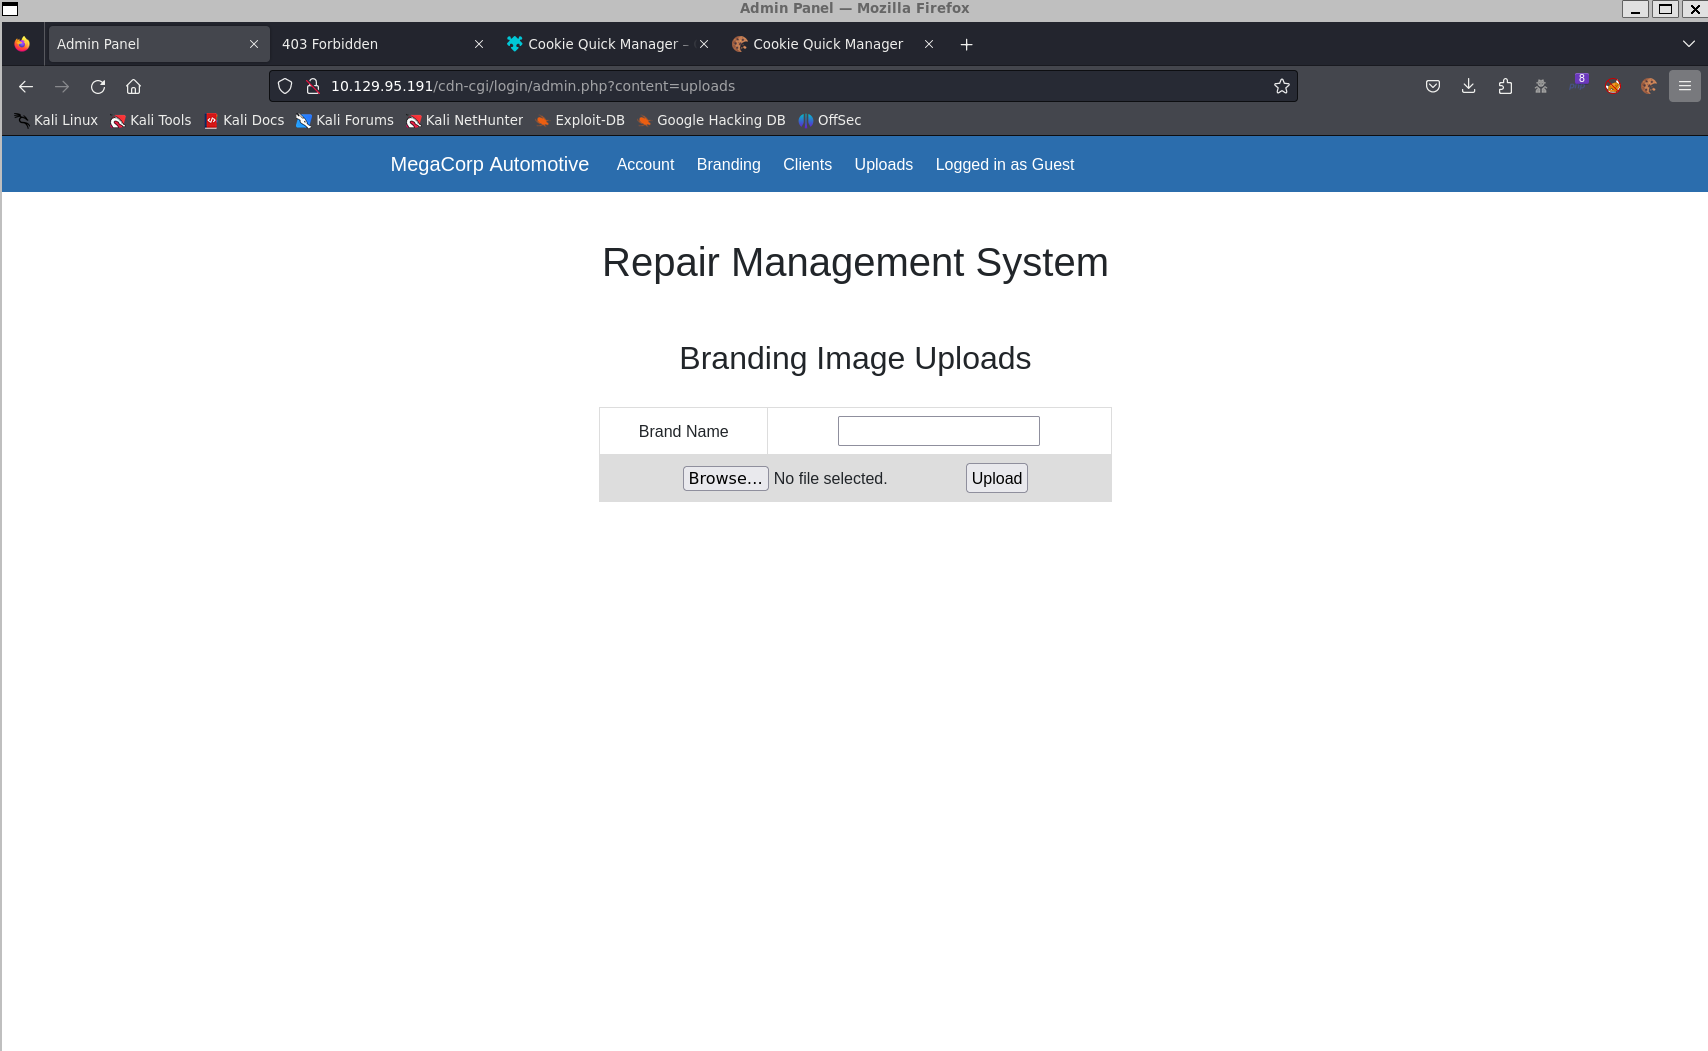 Admin Panel — Mozilla Firefox
Admin Panel 403 Forbidden Cookie Quick Manager – Cookie Quick Manager
10.129.95.191/cdn-cgi/login/admin.php?content=uploads 8
Kali Linux Kali Tools Kali Docs Kali Forums Kali NetHunter Exploit-DB Google Hacking DB OffSec
MegaCorp Automotive Account Branding Clients Uploads Logged in as Guest
Repair Management System
Branding Image Uploads
Brand Name
Browse... No file selected. Upload